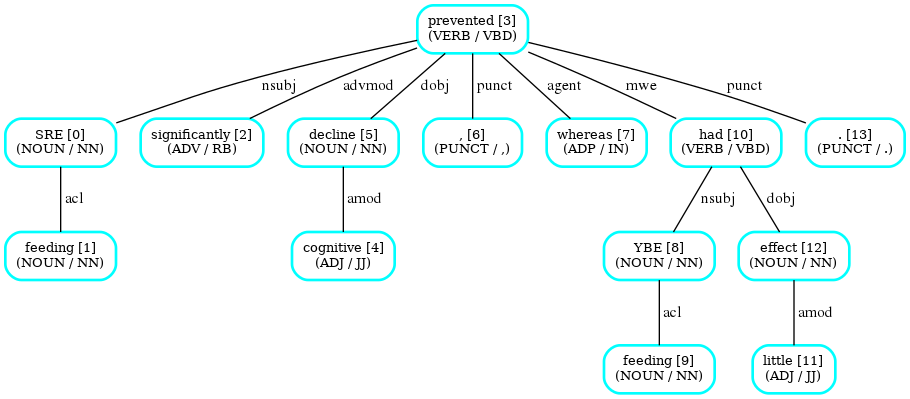 prevented [3]
(VERB / VBD)
nsubj
advmod
dobj
punct
agent
mwe
punct
SRE [0]
(NOUN / NN)
significantly [2]
(ADV / RB)
decline [5]
(NOUN / NN)
, [6]
(PUNCT / ,)
whereas [7]
(ADP / IN)
had [10]
(VERB / VBD)
. [13]
(PUNCT / .)
acl
amod
nsubj
dobj
feeding [1]
(NOUN / NN)
cognitive [4]
(ADJ / JJ)
YBE [8]
(NOUN / NN)
effect [12]
(NOUN / NN)
acl
amod
feeding [9]
(NOUN / NN)
little [11]
(ADJ / JJ)